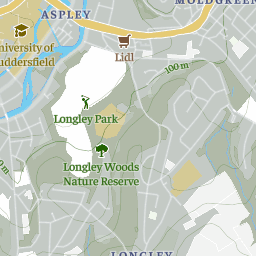 ASPLEY
MOLDGREEN
University of
Huddersfield
Lidl
100 m
Longley Park
Longley Woods
Nature Reserve
LONGLEY